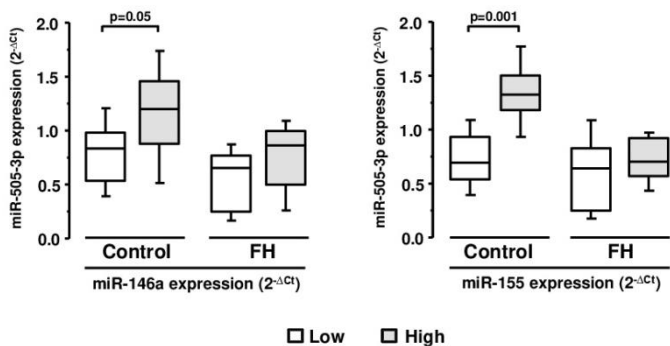 p=0.05
miR-505-3p expression (2-ΔCt)
2.0
1.5
1.0
0.5
0.0
Control FH
miR-146a expression (2-ΔCt)
p=0.001
miR-505-3p expression (2-ΔCt)
2.0
1.5
1.0
0.5
0.0
Control FH
miR-155 expression (2-ΔCt)
Low High